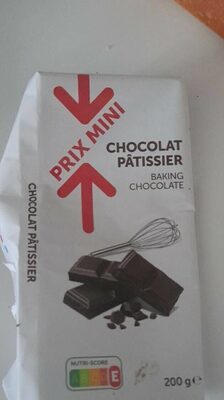 PRIX MINI
CHOCOLAT
PÂTISSIER
BAKING
CHOCOLATE
CHOCOLAT PÂTISSIER
NUTRI-SCORE
A B C D E
200 g e